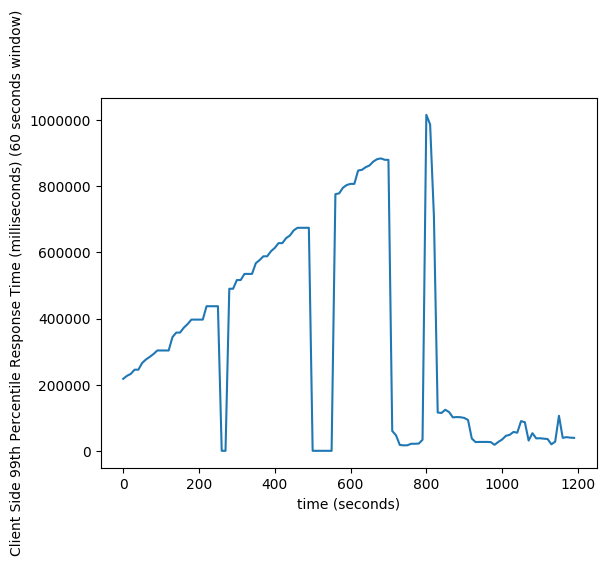 Client Side 99th Percentile Response Time (milliseconds) (60 seconds window)
1000000
800000
600000
400000
200000
0
0 200 400 600 800 1000 1200
time (seconds)